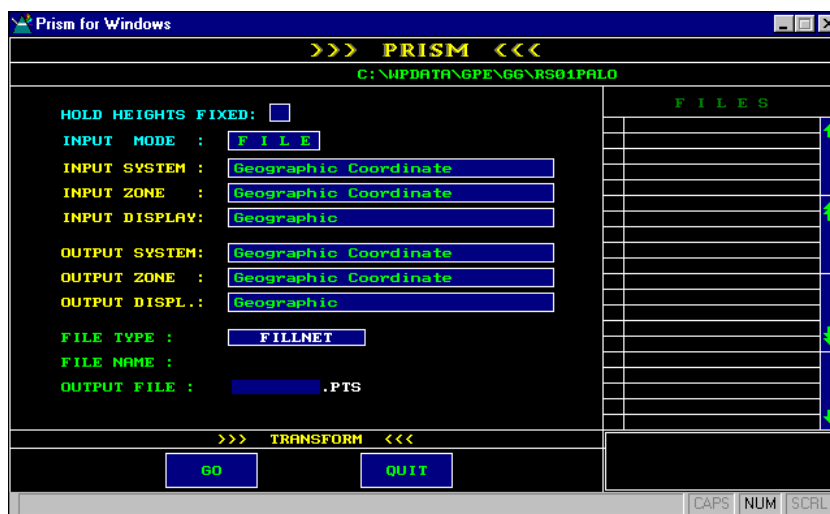 Prism for Windows
>>> PRISM <<<
C:\WPDATA\GPE\GG\RS01PALO
HOLD HEIGHTS FIXED:
INPUT MODE : F I L E
INPUT SYSTEM : Geographic Coordinate
INPUT ZONE : Geographic Coordinate
INPUT DISPLAY: Geographic
OUTPUT SYSTEM: Geographic Coordinate
OUTPUT ZONE : Geographic Coordinate
OUTPUT DISPL.: Geographic
FILE TYPE : FILLNET
FILE NAME :
OUTPUT FILE : .PTS
F I L E S
>>> TRANSFORM <<<
GO QUIT
CAPS NUM SCRL